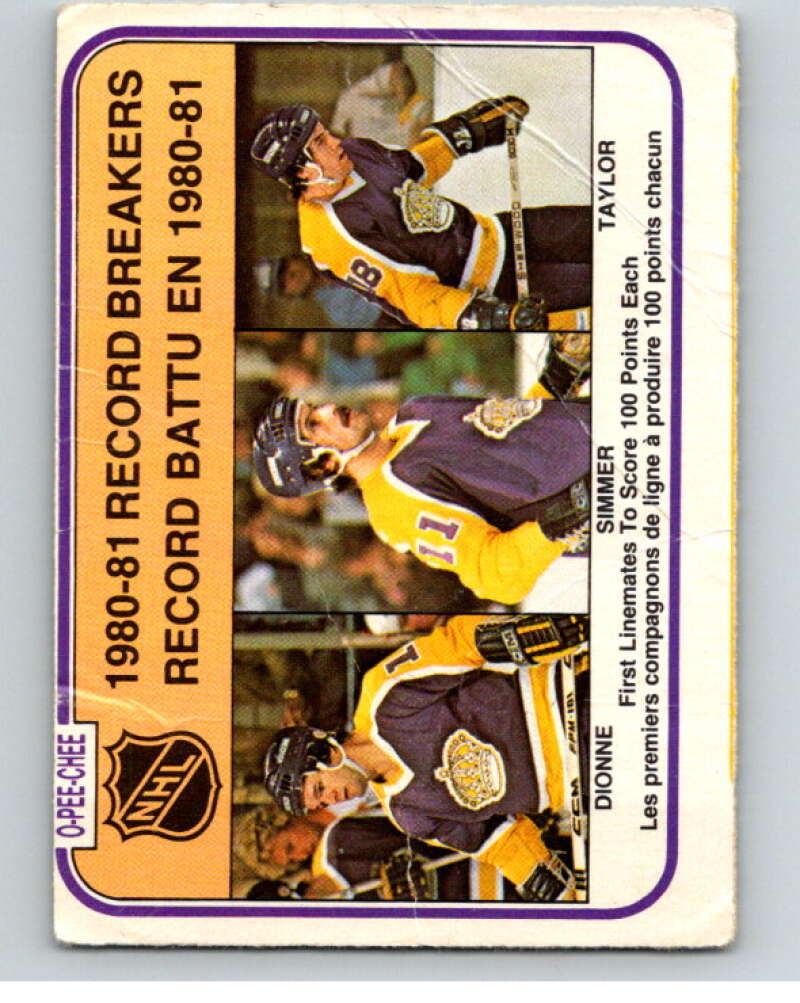 O-PEE-CHEE
NHL
1980-81 RECORD BREAKERS
RECORD BATTU EN 1980-81
11
18
1
CCM
DIONNE SIMMER TAYLOR
First Linemates To Score 100 Points Each
Les premiers compagnons de ligne à produire 100 points chacun